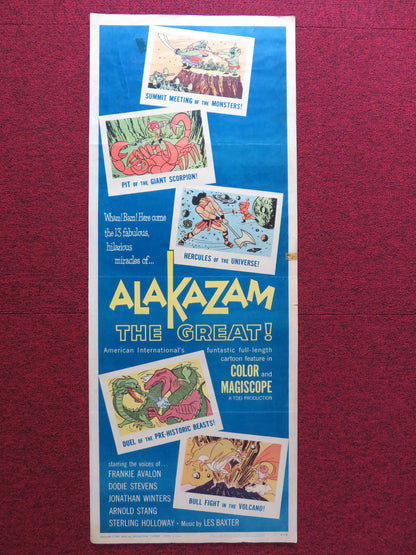 SUMMIT MEETING OF THE MONSTERS!
PIT OF THE GIANT SCORPION!
Wham! Bam! Here come
the 13 fabulous,
hilarious
miracles of...
HERCULES OF THE UNIVERSE!
ALAKAZAM
THE GREAT!
American International's funtastic full-length
cartoon feature in
COLOR and
MAGISCOPE
A TOEI PRODUCTION
DUEL OF THE PRE-HISTORIC BEASTS!
starring the voices of...
FRANKIE AVALON
DODIE STEVENS
JONATHAN WINTERS
ARNOLD STANG
STERLING HOLLOWAY • Music by LES BAXTER
BULL FIGHT IN THE VOLCANO!